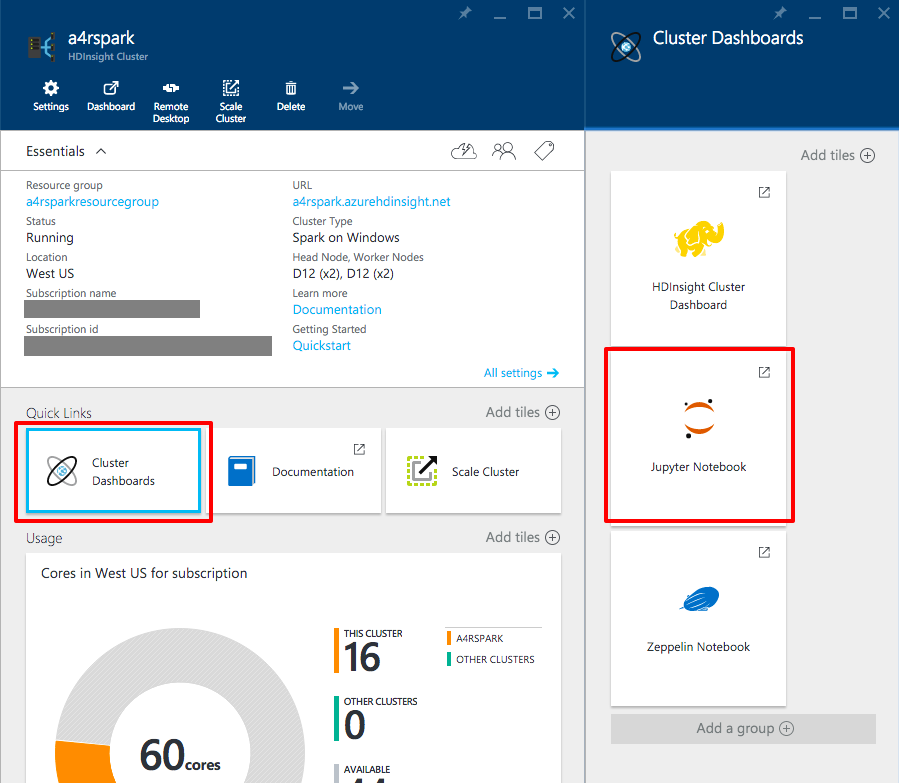 a4rspark
HDInsight Cluster
Settings
Dashboard
Remote
Desktop
Scale
Cluster
Delete
Move
Essentials
Resource group
a4rsparkresourcegroup
Status
Running
Location
West US
Subscription name
Subscription id
URL
a4rspark.azurehdinsight.net
Cluster Type
Spark on Windows
Head Node, Worker Nodes
D12 (x2), D12 (x2)
Learn more
Documentation
Getting Started
Quickstart
All settings
Quick Links
Add tiles
Cluster
Dashboards
Documentation
Scale Cluster
Usage
Add tiles
Cores in West US for subscription
60cores
THIS CLUSTER
16
OTHER CLUSTERS
0
AVAILABLE
A4RSPARK
OTHER CLUSTERS
Cluster Dashboards
Add tiles
HDInsight Cluster
Dashboard
Jupyter Notebook
Zeppelin Notebook
Add a group